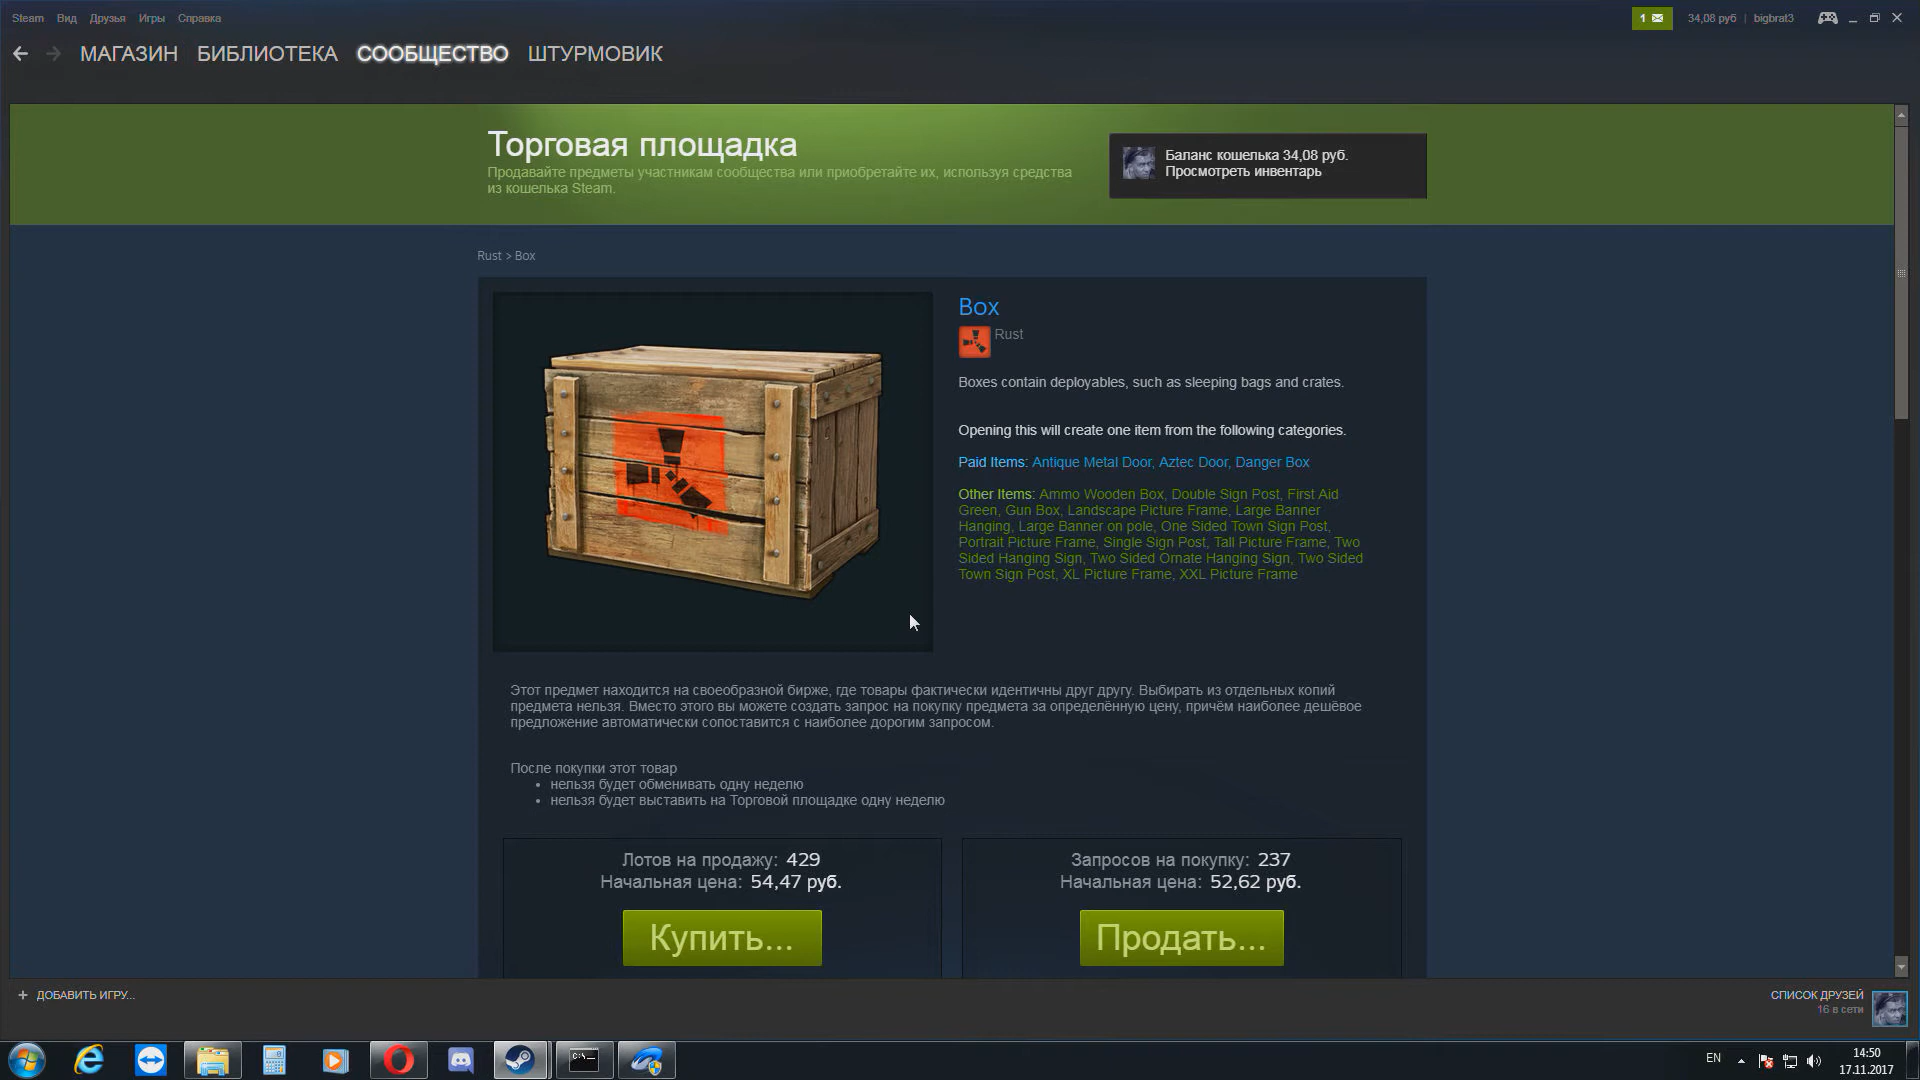 Steam Вид Друзья Игры Справка
1 34,08 руб | bigbrat3
МАГАЗИН БИБЛИОТЕКА СООБЩЕСТВО ШТУРМОВИК
Торговая площадка
Продавайте предметы участникам сообщества или приобретайте их, используя средства
из кошелька Steam.
Баланс кошелька 34,08 руб.
Просмотреть инвентарь
Rust > Box
Box
Rust
Boxes contain deployables, such as sleeping bags and crates.
Opening this will create one item from the following categories.
Paid Items: Antique Metal Door, Aztec Door, Danger Box
Other Items: Ammo Wooden Box, Double Sign Post, First Aid
Green, Gun Box, Landscape Picture Frame, Large Banner
Hanging, Large Banner on pole, One Sided Town Sign Post,
Portrait Picture Frame, Single Sign Post, Tall Picture Frame, Two
Sided Hanging Sign, Two Sided Ornate Hanging Sign, Two Sided
Town Sign Post, XL Picture Frame, XXL Picture Frame
Этот предмет находится на своеобразной бирже, где товары фактически идентичны друг другу. Выбирать из отдельных копий
предмета нельзя. Вместо этого вы можете создать запрос на покупку предмета за определённую цену, причём наиболее дешёвое
предложение автоматически сопоставится с наиболее дорогим запросом.
После покупки этот товар
• нельзя будет обменивать одну неделю
• нельзя будет выставить на Торговой площадке одну неделю
Лотов на продажу: 429
Начальная цена: 54,47 руб.
Купить...
Запросов на покупку: 237
Начальная цена: 52,62 руб.
Продать...
+ ДОБАВИТЬ ИГРУ...
СПИСОК ДРУЗЕЙ
16 в сети
C:\
EN
14:50
17.11.2017